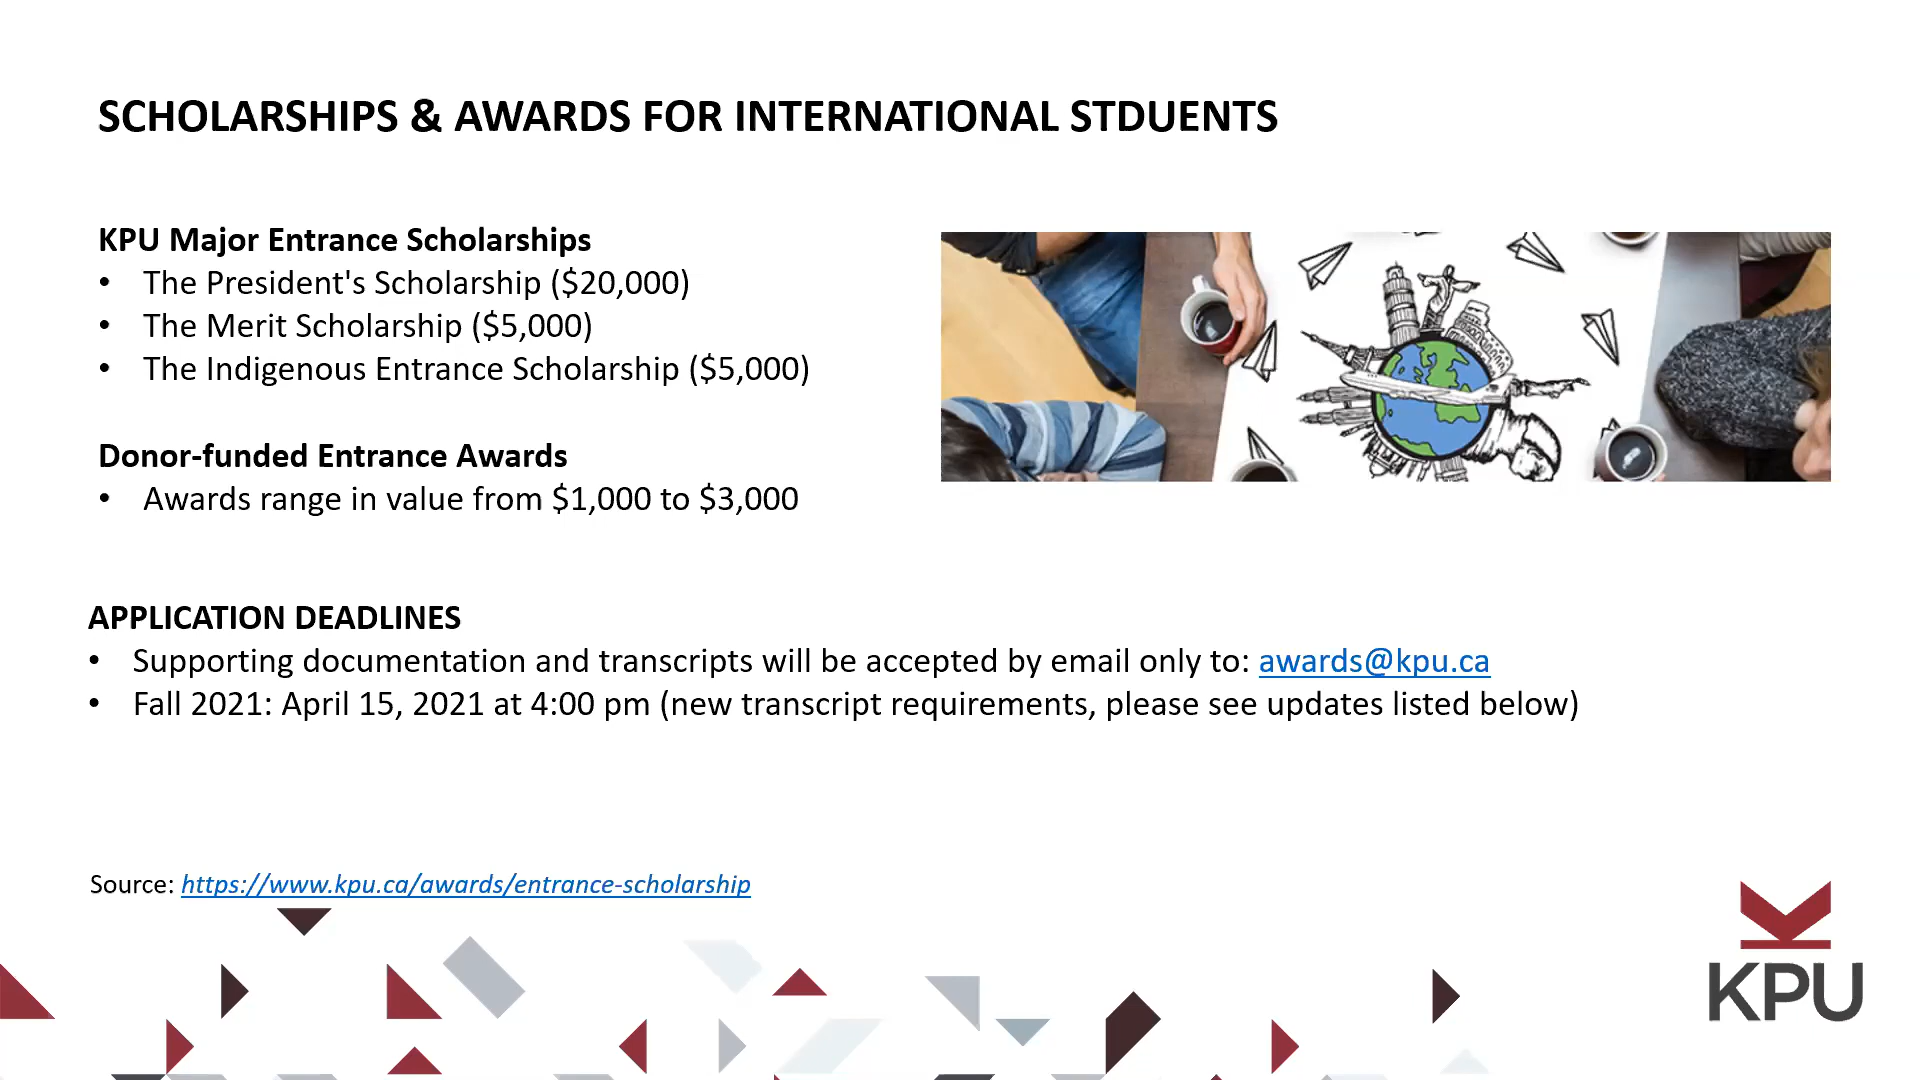 SCHOLARSHIPS & AWARDS FOR INTERNATIONAL STDUENTS
KPU Major Entrance Scholarships
• The President's Scholarship ($20,000)
• The Merit Scholarship ($5,000)
• The Indigenous Entrance Scholarship ($5,000)
Donor-funded Entrance Awards
• Awards range in value from $1,000 to $3,000
APPLICATION DEADLINES
• Supporting documentation and transcripts will be accepted by email only to: awards@kpu.ca
• Fall 2021: April 15, 2021 at 4:00 pm (new transcript requirements, please see updates listed below)
Source: https://www.kpu.ca/awards/entrance-scholarship
KPU